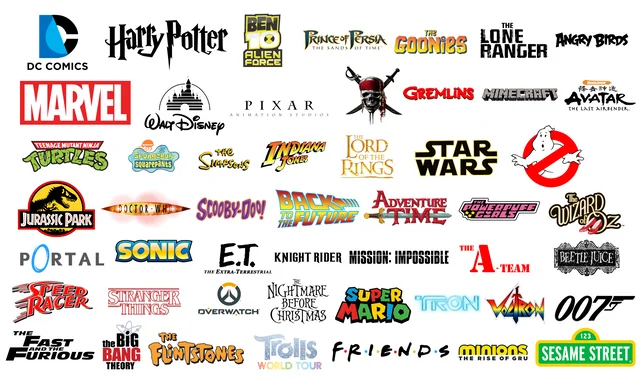 DC COMICS
Harry Potter
BEN
10
ALIEN
FORCE
PRINCE OF PERSIA
THE SANDS OF TIME
THE
GOONIES
THE
LONE
RANGER
ANGRY BIRDS
MARVEL
WALT DISNEY
PIXAR
ANIMATION STUDIOS
GREMLINS
MINECRAFT
AVATAR
THE LAST AIRBENDER
TEENAGE MUTANT NINJA
TURTLES
SPONGEBOB
SQUAREPANTS
THE
SIMPSONS
INDIANA
JONES
THE
LORD
OF THE
RINGS
STAR
WARS
JURASSIC PARK
DOCTOR WHO
SCOOBY-DOO!
BACK
TO THE
FUTURE
ADVENTURE
TIME
THE
POWERPUFF
GIRLS
THE
WIZARD
OF
OZ
PORTAL
SONIC
E.T.
THE EXTRA-TERRESTRIAL
KNIGHT RIDER
MISSION: IMPOSSIBLE
THE
A-TEAM
BEETLEJUICE
SPEED
RACER
STRANGER
THINGS
OVERWATCH
THE
NIGHTMARE
BEFORE
CHRISTMAS
SUPER
MARIO
TRON
VOLTRON
007
THE
FAST AND THE
FURIOUS
the
BIG
BANG
THEORY
THE
FLINTSTONES
Trolls
WORLD TOUR
F·R·I·E·N·D·S
minions
THE RISE OF GRU
123
SESAME STREET